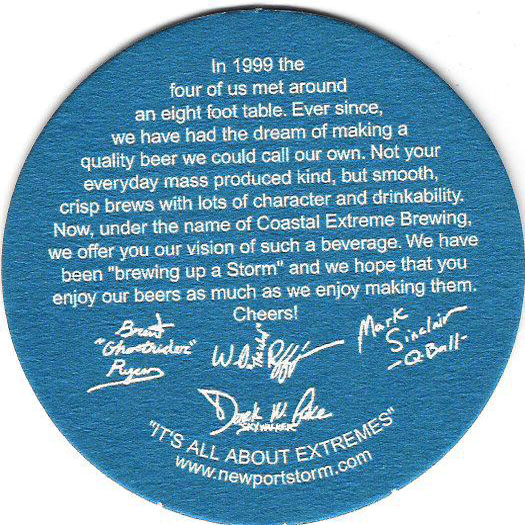 In 1999 the
four of us met around
an eight foot table. Ever since,
we have had the dream of making a
quality beer we could call our own. Not your
everyday mass produced kind, but smooth,
crisp brews with lots of character and drinkability.
Now, under the name of Coastal Extreme Brewing,
we offer you our vision of such a beverage. We have
been "brewing up a Storm" and we hope that you
enjoy our beers as much as we enjoy making them.
Cheers!
Brent
"Ghostrider"
Ryan
Mark
Sinclair
-Q-Ball-
Derek N. Luke
SKYWALKER
"IT'S ALL ABOUT EXTREMES"
www.newportstorm.com